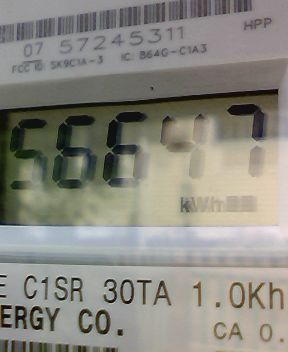 HPP
07 57245311
FCC ID: SK9C1A-3 IC: B64G-C1A3
56647
kWh
E C1SR 30TA 1.0Kh
ERGY CO. CA 0.